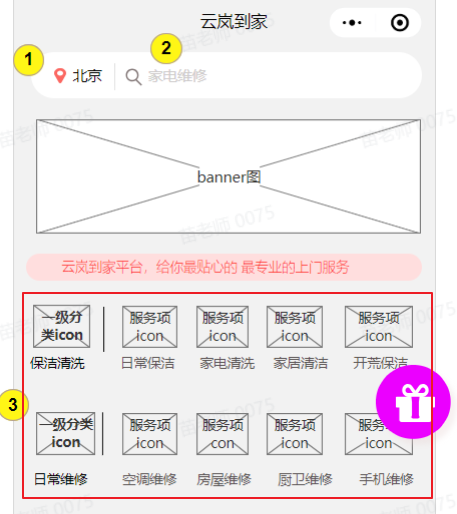 云岚到家
1
2
北京
家电维修
banner图
云岚到家平台，给你最贴心的 最专业的上门服务
一级分类icon
服务项icon
服务项icon
服务项icon
服务项icon
保洁清洗
日常保洁
家电清洗
家居清洁
开荒保洁
3
一级分类icon
服务项icon
服务项con
服务项icon
服务
icon
日常维修
空调维修
房屋维修
厨卫维修
手机维修
苗老师 0075